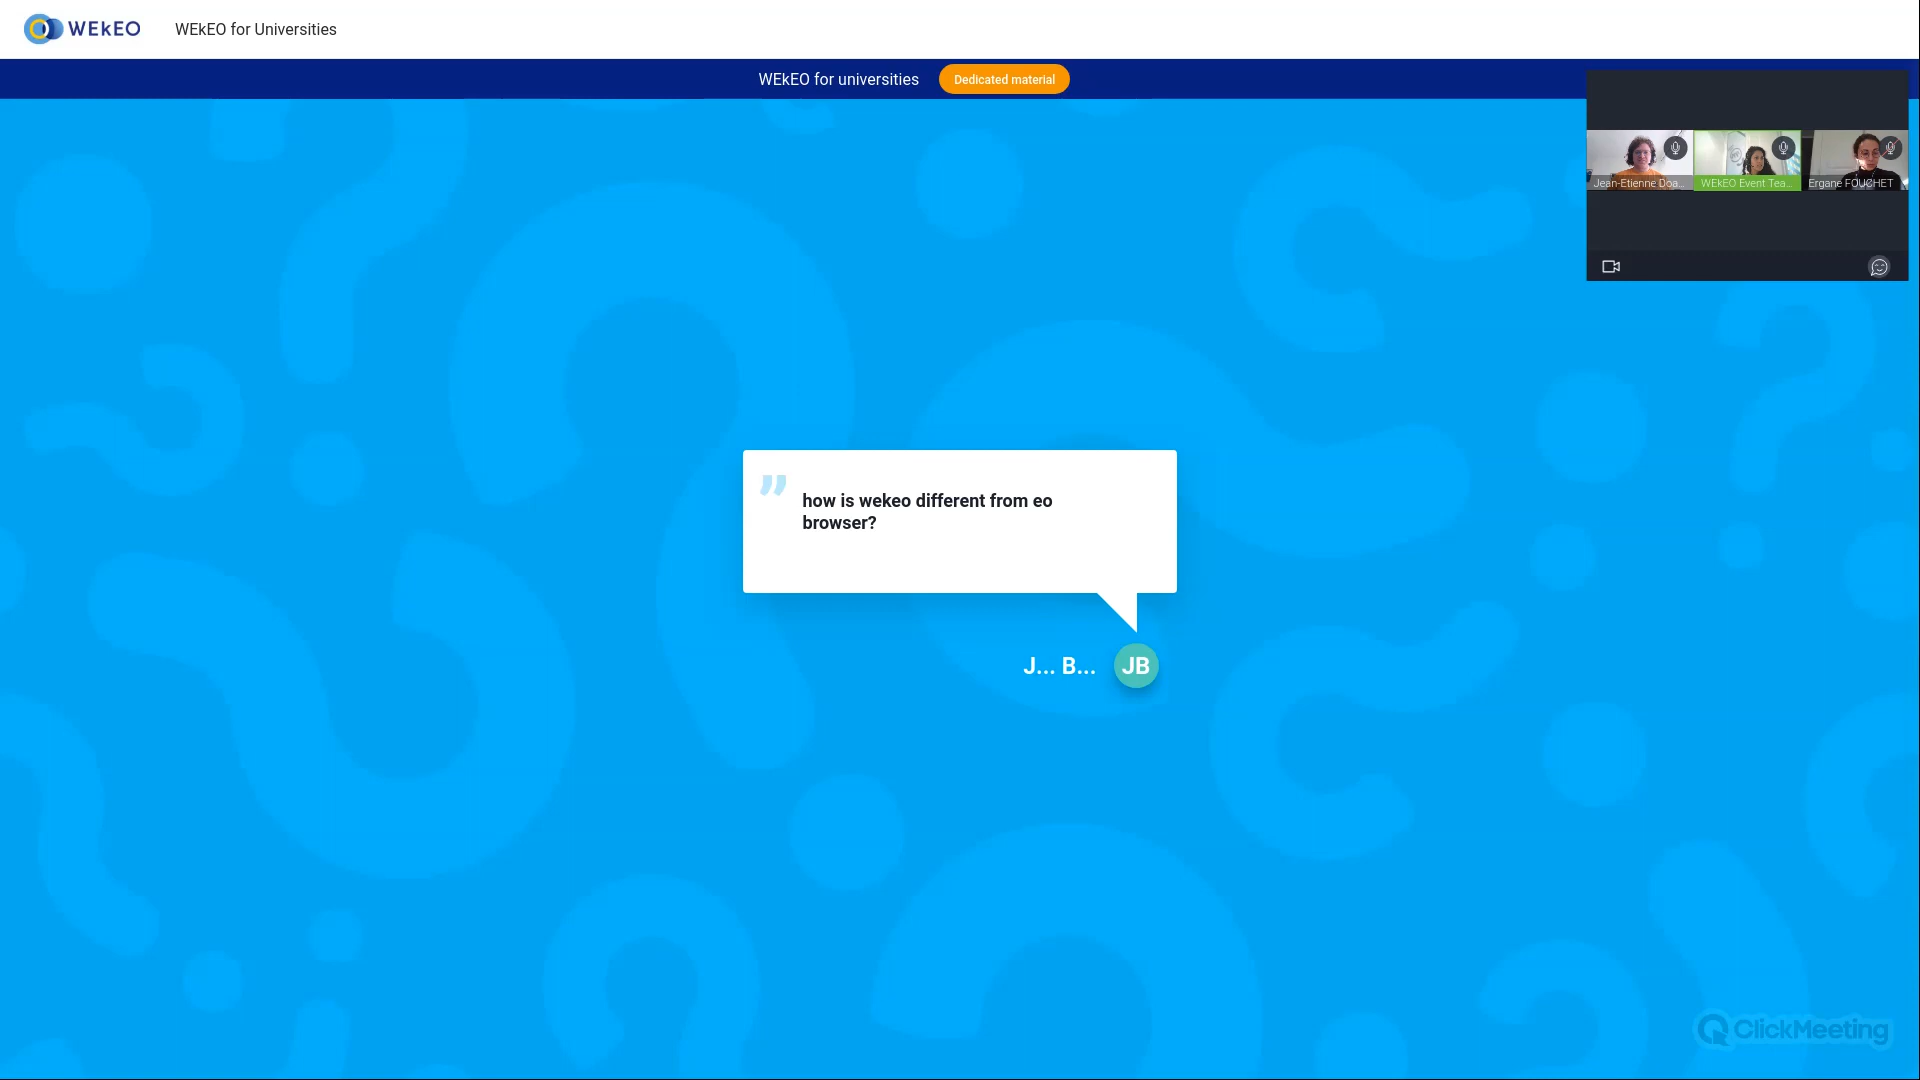 WEkEO
WEkEO for Universities
WEkEO for universities
Dedicated material
Jean-Etienne Doa...
WEkEO Event Tea...
Ergane FOUCHET
how is wekeo different from eo
browser?
J... B...
JB
ClickMeeting